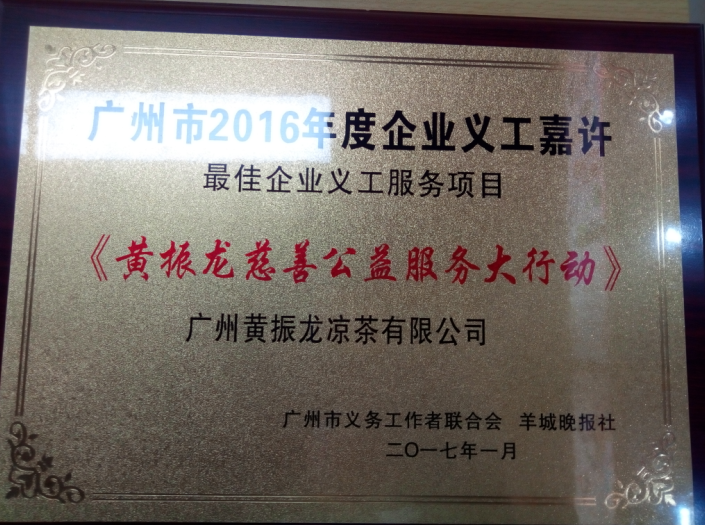 广州市2016年度企业义工嘉许
最佳企业义工服务项目
《黄振龙慈善公益服务大行动》
广州黄振龙凉茶有限公司
广州市义务工作者联合会 羊城晚报社
二〇一七年一月